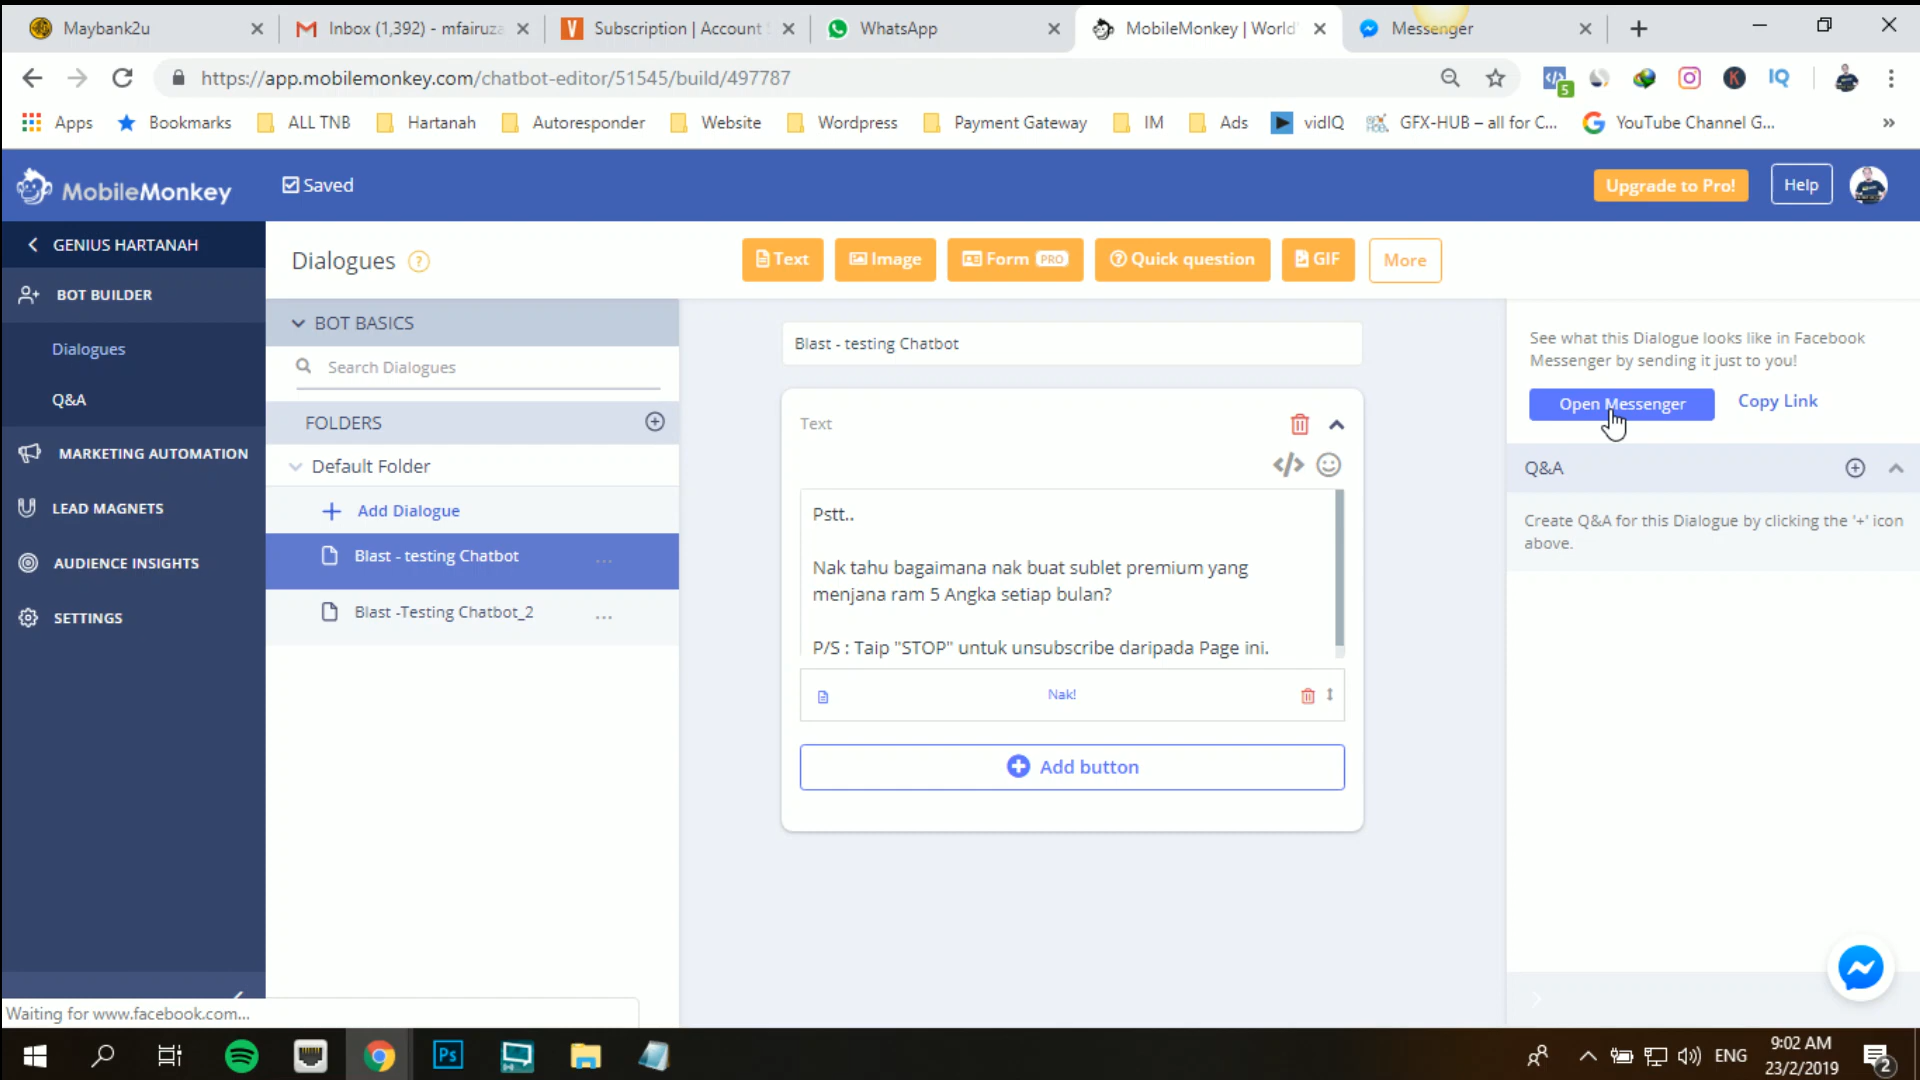 Maybank2u
Inbox (1,392) - mfairuza
Subscription | Account
WhatsApp
MobileMonkey | World'
Messenger
https://app.mobilemonkey.com/chatbot-editor/51545/build/497787
5
K
IQ
Apps
Bookmarks
ALL TNB
Hartanah
Autoresponder
Website
Wordpress
Payment Gateway
IM
Ads
vidIQ
GFX-HUB – all for C...
YouTube Channel G...
»
MobileMonkey
Saved
Upgrade to Pro!
Help
GENIUS HARTANAH
BOT BUILDER
Dialogues
Q&A
MARKETING AUTOMATION
LEAD MAGNETS
AUDIENCE INSIGHTS
SETTINGS
Dialogues ?
Text
Image
Form PRO
Quick question
GIF
More
BOT BASICS
Search Dialogues
FOLDERS
Default Folder
Add Dialogue
Blast - testing Chatbot ...
Blast -Testing Chatbot_2 ...
Blast - testing Chatbot
Text
Pstt..
Nak tahu bagaimana nak buat sublet premium yang
menjana ram 5 Angka setiap bulan?
P/S : Taip "STOP" untuk unsubscribe daripada Page ini.
Nak!
Add button
See what this Dialogue looks like in Facebook
Messenger by sending it just to you!
Open Messenger
Copy Link
Q&A
Create Q&A for this Dialogue by clicking the '+' icon
above.
Waiting for www.facebook.com...
Ps
ENG
9:02 AM
23/2/2019
2